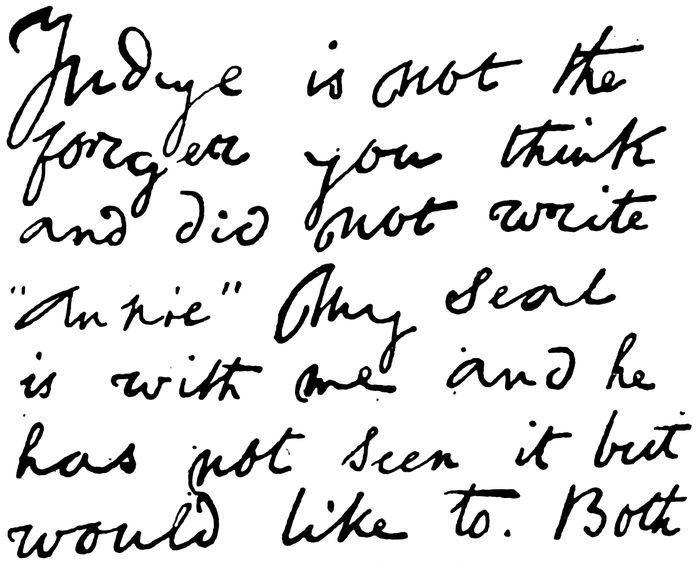 Judge is not the
forger you think
and did not write
"Annie" My seal
is with me and he
has not seen it but
would like to. Both